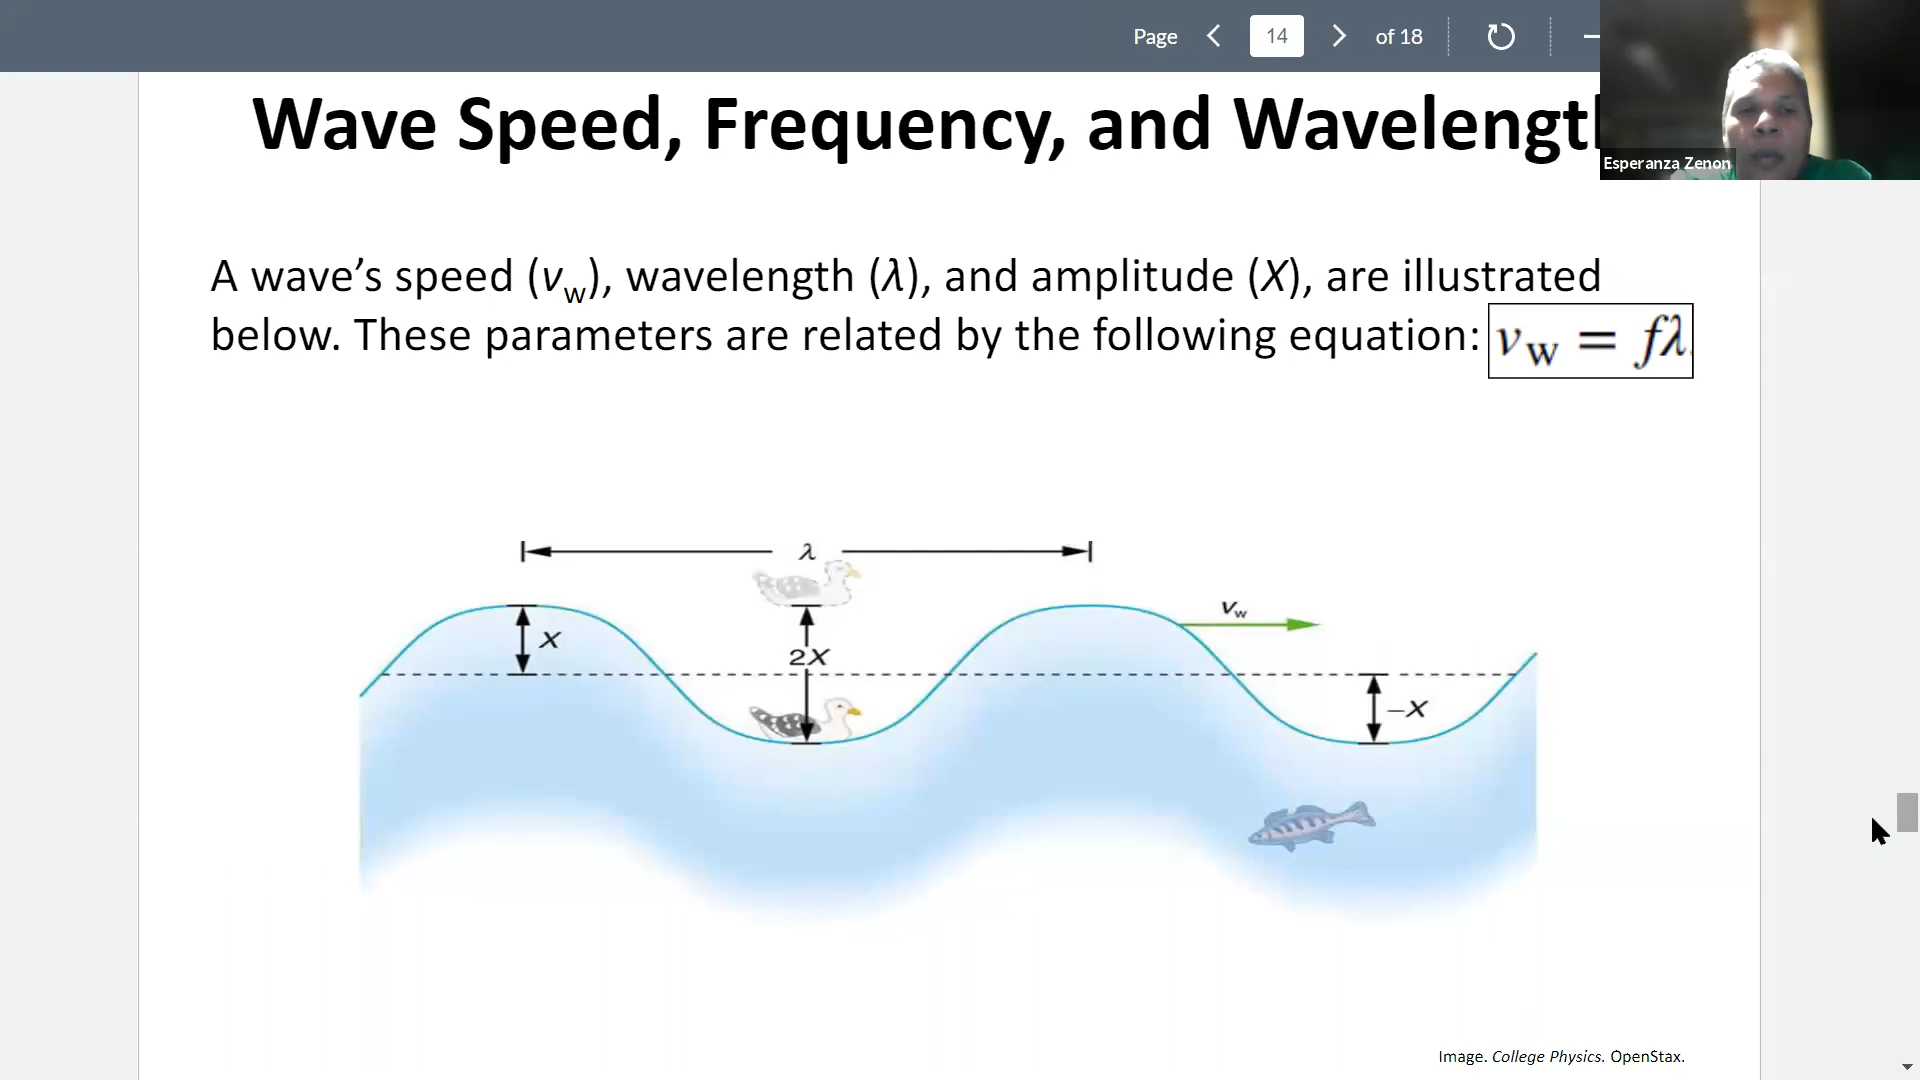 Page 14 of 18
Wave Speed, Frequency, and Wavelengt
Esperanza Zenon
A wave’s speed (vw), wavelength (λ), and amplitude (X), are illustrated
below. These parameters are related by the following equation: vw = fλ
λ
vw
X
2X
–X
Image. College Physics. OpenStax.